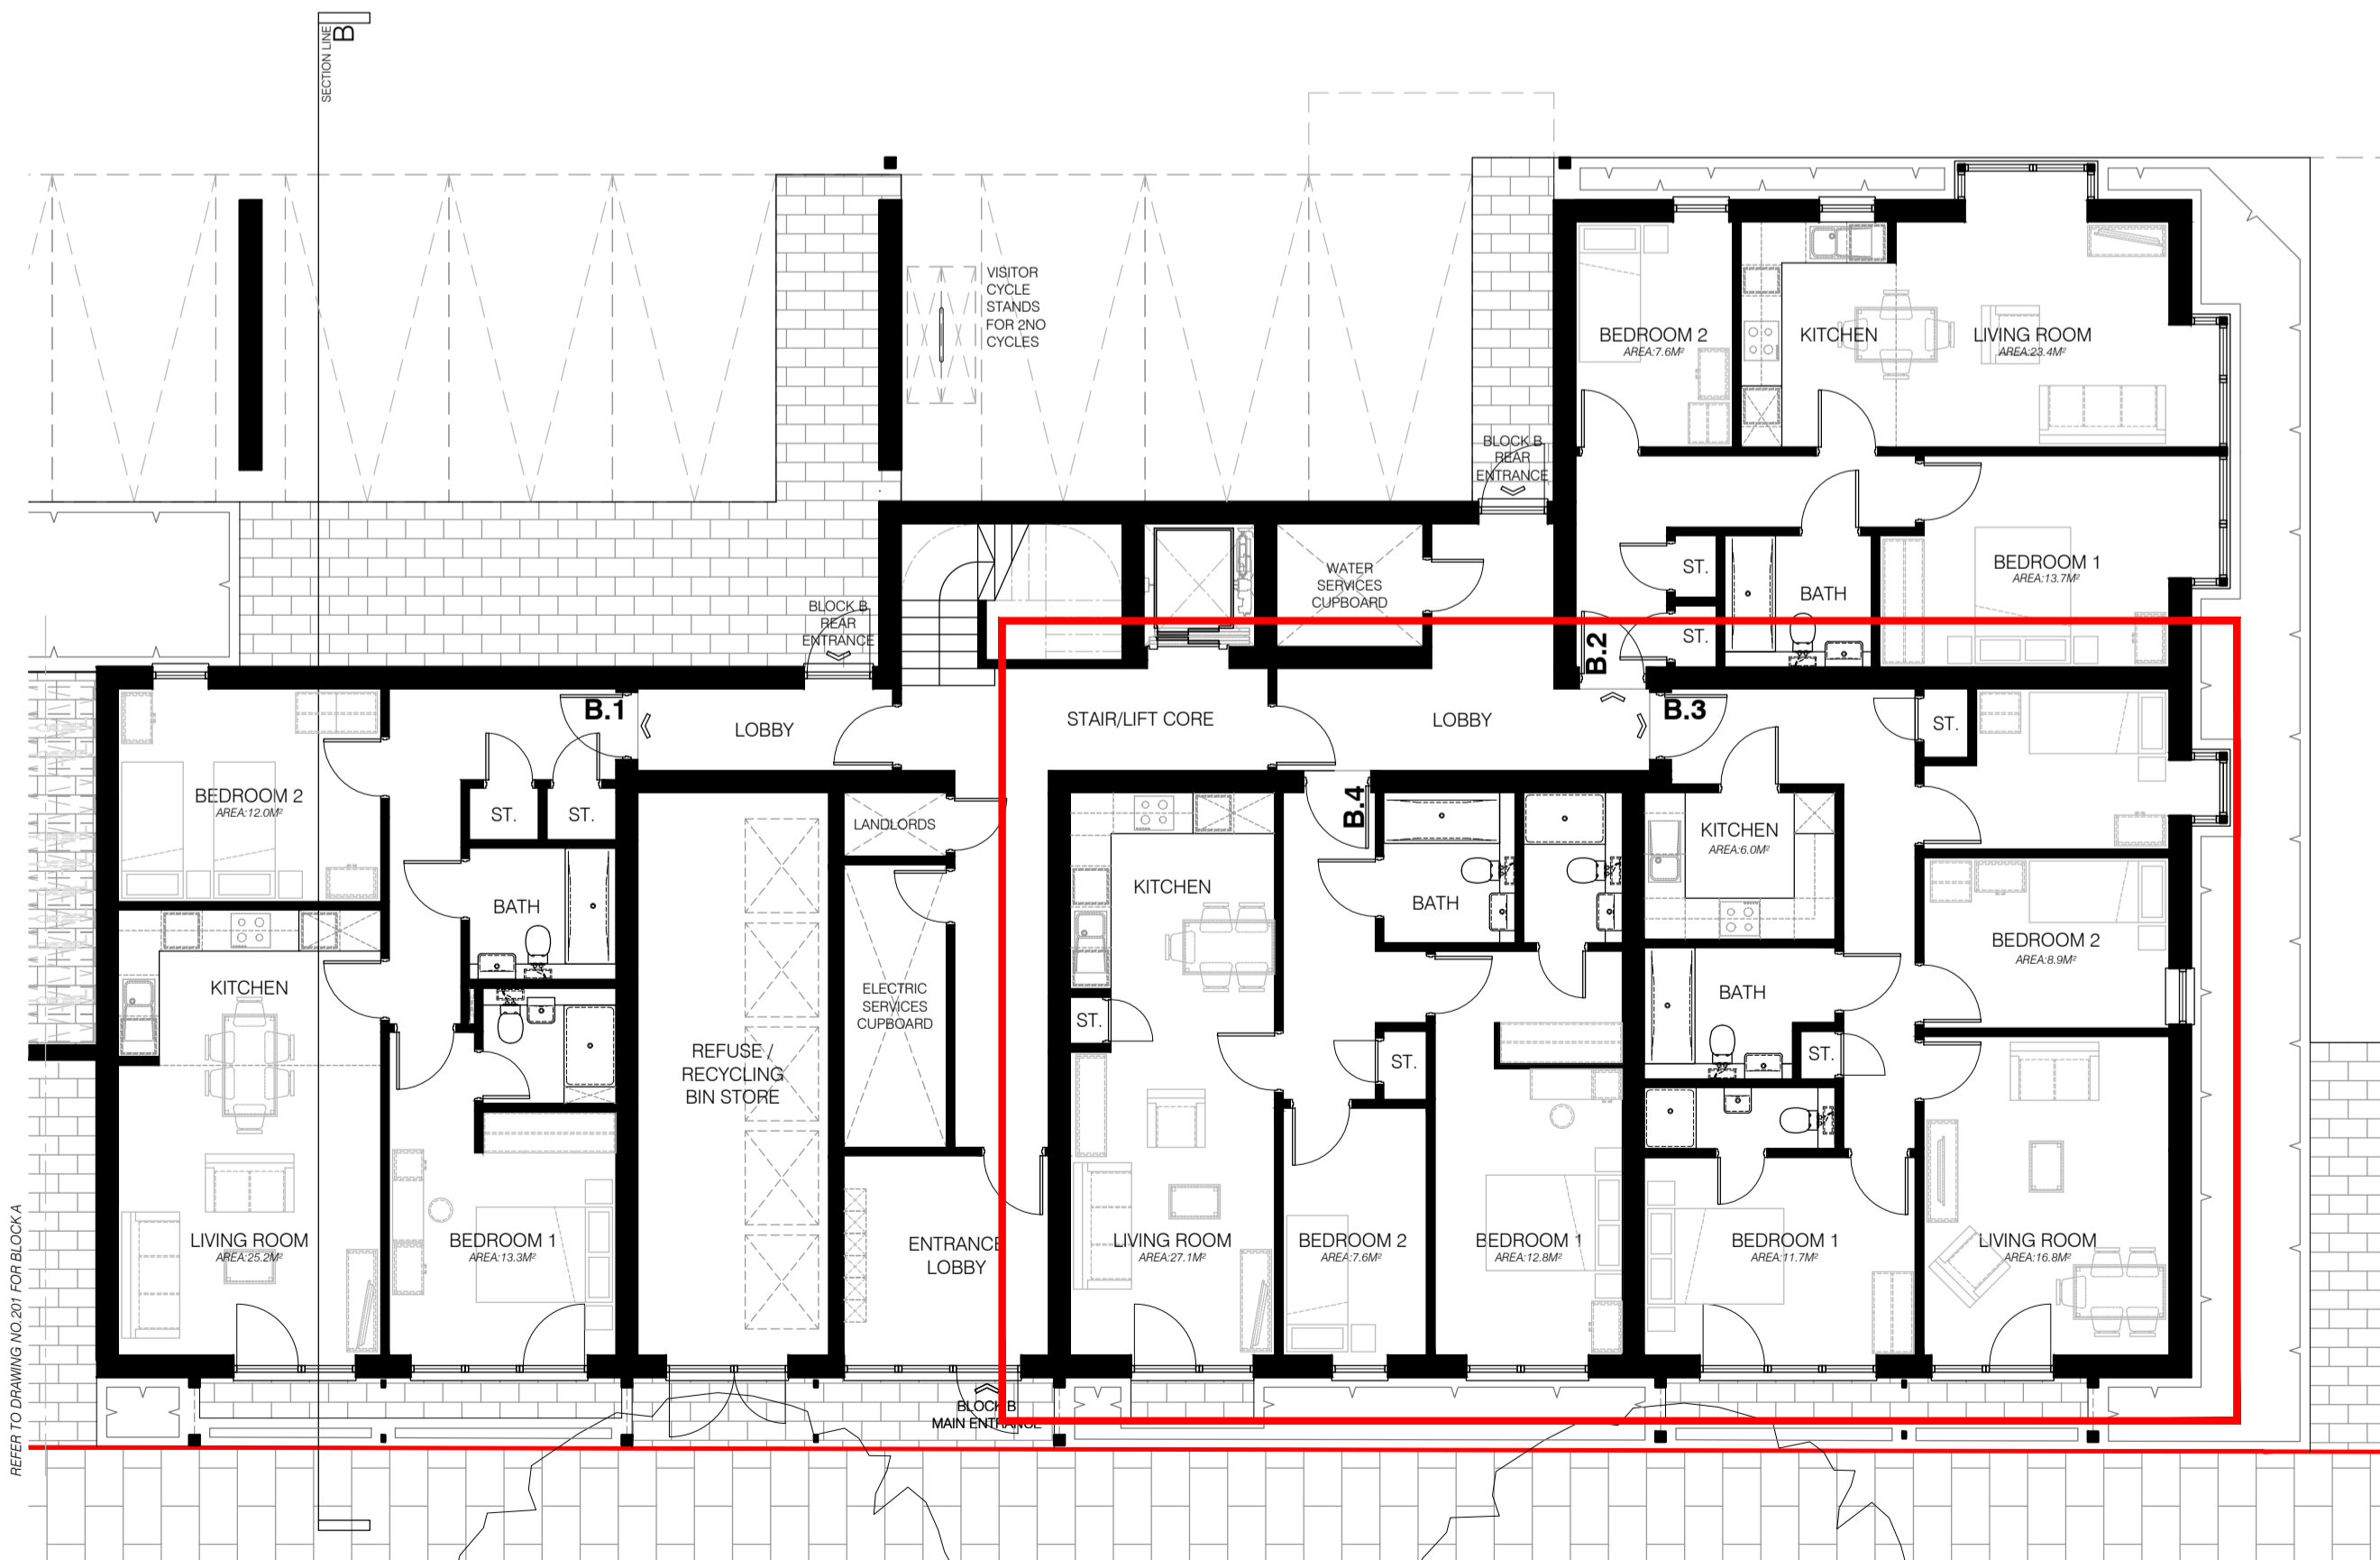 SECTION LINE
B
VISITOR
CYCLE
STANDS
FOR 2NO
CYCLES
BEDROOM 2
AREA:7.6M²
KITCHEN
LIVING ROOM
AREA:23.4M²
BLOCK B
REAR
ENTRANCE
WATER
SERVICES
CUPBOARD
ST.
BATH
BEDROOM 1
AREA:13.7M²
BLOCK B
REAR
ENTRANCE
ST.
B.2
B.1
LOBBY
STAIR/LIFT CORE
LOBBY
B.3
ST.
BEDROOM 2
AREA:12.0M²
ST.
ST.
LANDLORDS
B.4
KITCHEN
AREA:6.0M²
BATH
KITCHEN
BATH
BEDROOM 2
AREA:8.9M²
KITCHEN
ELECTRIC
SERVICES
CUPBOARD
ST.
BATH
REFUSE /
RECYCLING
BIN STORE
ST.
ST.
LIVING ROOM
AREA:25.2M²
BEDROOM 1
AREA:13.3M²
ENTRANCE
LOBBY
LIVING ROOM
AREA:27.1M²
BEDROOM 2
AREA:7.6M²
BEDROOM 1
AREA:12.8M²
BEDROOM 1
AREA:11.7M²
LIVING ROOM
AREA:16.8M²
BLOCK B
MAIN ENTRANCE
REFER TO DRAWING NO.201 FOR BLOCK A